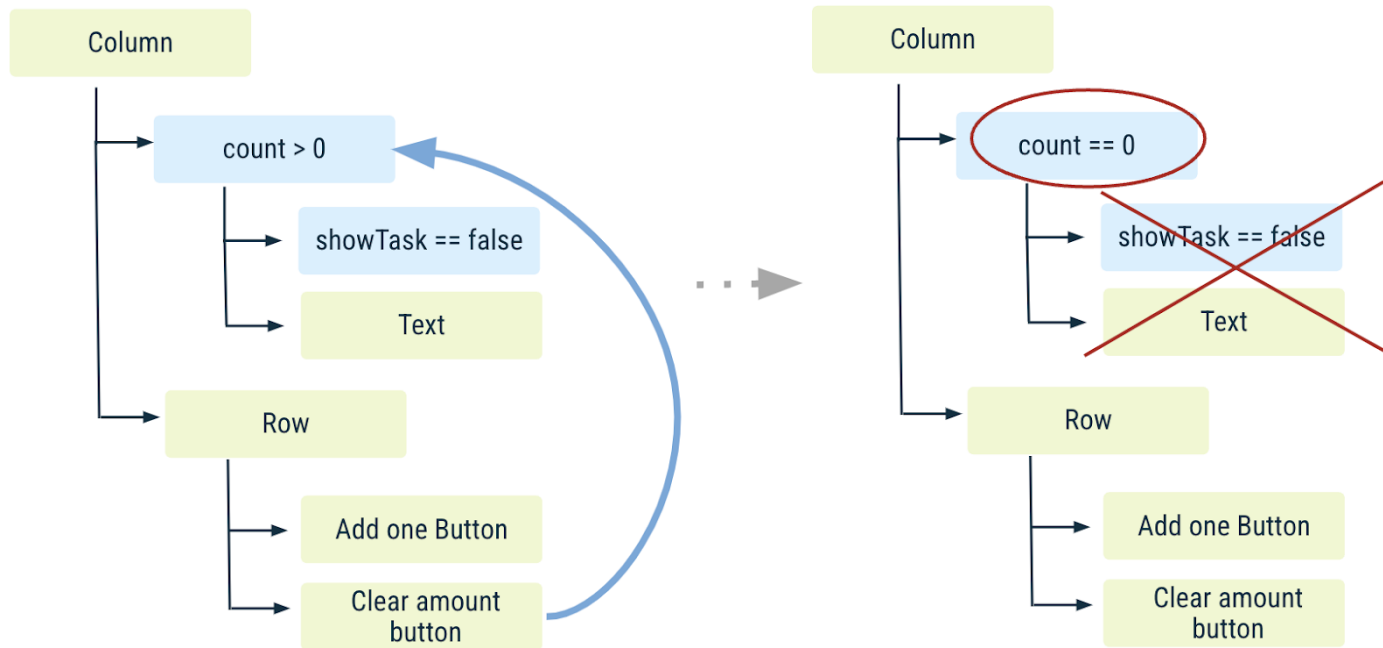 Column
count > 0
showTask == false
Text
Row
Add one Button
Clear amount
button
Column
count == 0
showTask == false
Text
Row
Add one Button
Clear amount
button